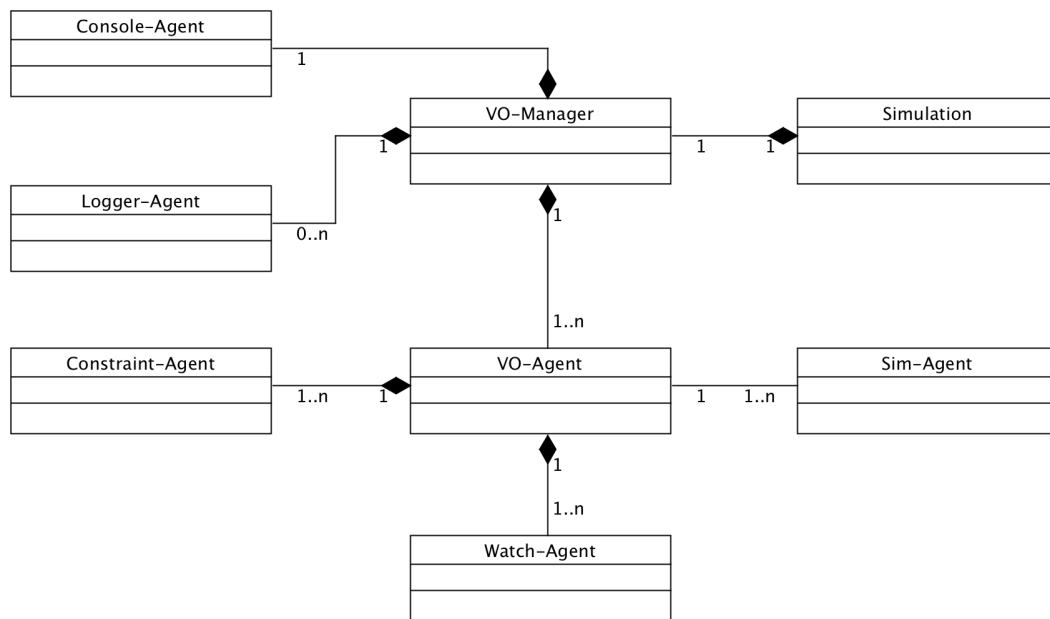 Console-Agent
1
VO-Manager
Simulation
1
1
1
Logger-Agent
1
0..n
1..n
Constraint-Agent
VO-Agent
Sim-Agent
1..n
1
1
1..n
1
1..n
Watch-Agent